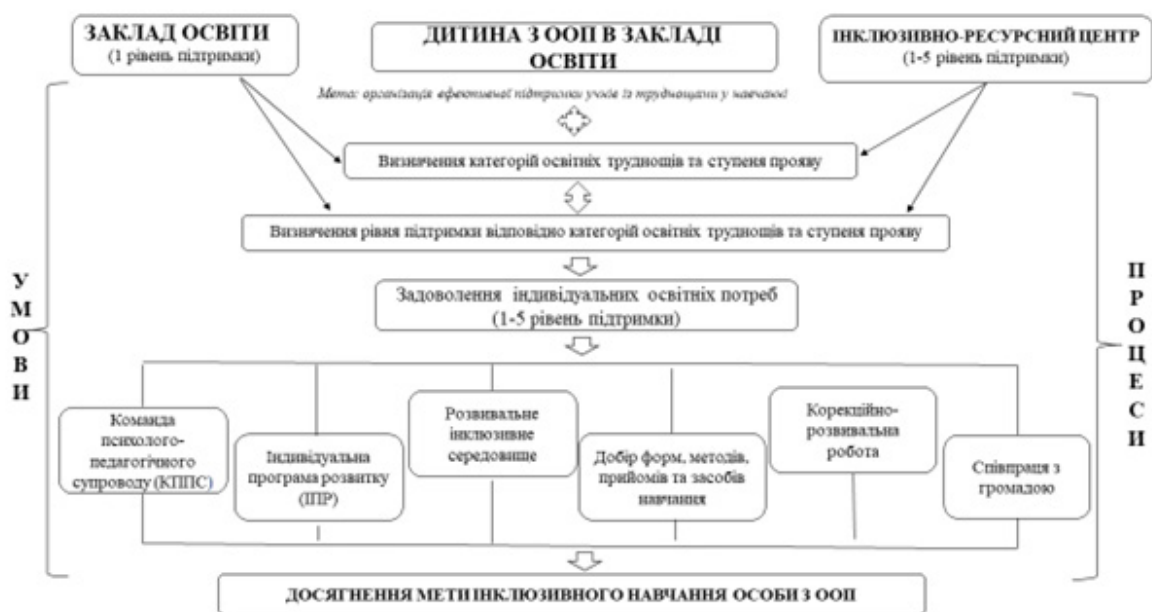 ЗАКЛАД ОСВІТИ
(1 рівень підтримки)
ДИТИНА З ООП В ЗАКЛАДІ
ОСВІТИ
ІНКЛЮЗИВНО-РЕСУРСНИЙ ЦЕНТР
(1-5 рівень підтримки)
Мета: організація ефективної підтримки учнів із труднощами у навчанні
Визначення категорій освітніх труднощів та ступеня прояву
Визначення рівня підтримки відповідно категорій освітніх труднощів та ступеня прояву
Задоволення індивідуальних освітніх потреб
(1-5 рівень підтримки)
УМОВИ
ПРОЦЕСИ
Команда
психолого-
педагогічного
супроводу (КППС)
Індивідуальна
програма розвитку
(ІПР)
Розвивальне
інклюзивне
середовище
Добір форм, методів,
прийомів та засобів
навчання
Корекційно-
розвивальна
робота
Співпраця з
громадою
ДОСЯГНЕННЯ МЕТИ ІНКЛЮЗИВНОГО НАВЧАННЯ ОСОБИ З ООП